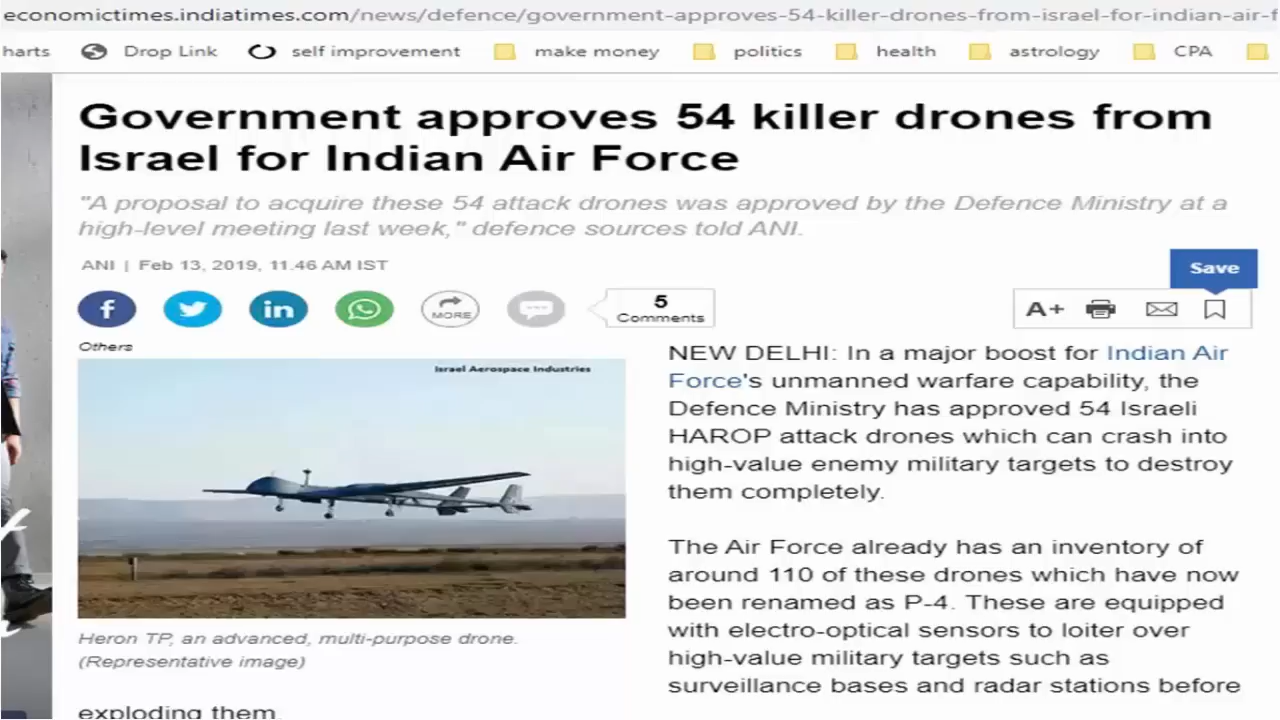 economictimes.indiatimes.com/news/defence/government-approves-54-killer-drones-from-israel-for-indian-air-f
harts Drop Link self improvement make money politics health astrology CPA
Government approves 54 killer drones from
Israel for Indian Air Force
"A proposal to acquire these 54 attack drones was approved by the Defence Ministry at a
high-level meeting last week," defence sources told ANI.
ANI | Feb 13, 2019, 11.46 AM IST
Save
f in MORE 5 Comments A+
Others
Israel Aerospace Industries
Heron TP, an advanced, multi-purpose drone.
(Representative image)
NEW DELHI: In a major boost for Indian Air
Force's unmanned warfare capability, the
Defence Ministry has approved 54 Israeli
HAROP attack drones which can crash into
high-value enemy military targets to destroy
them completely.
The Air Force already has an inventory of
around 110 of these drones which have now
been renamed as P-4. These are equipped
with electro-optical sensors to loiter over
high-value military targets such as
surveillance bases and radar stations before
exploding them.